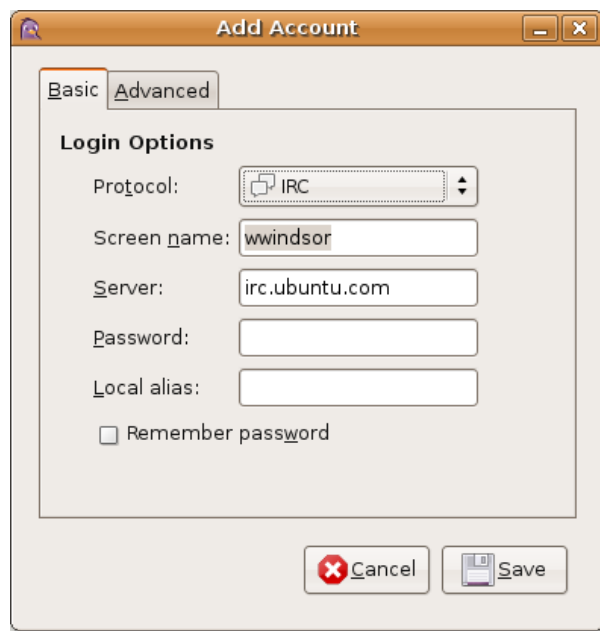 Add Account
Basic Advanced
Login Options
Protocol: IRC
Screen name: wwindsor
Server: irc.ubuntu.com
Password:
Local alias:
Remember password
Cancel Save